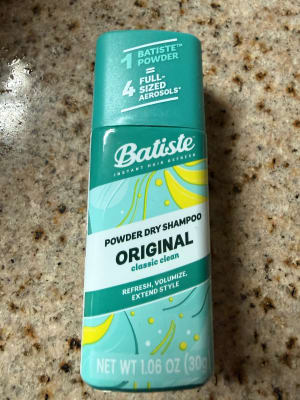 1 BATISTE™
POWDER
=
4 FULL-
SIZED
AEROSOLS*
Batiste
INSTANT HAIR REFRESH
POWDER DRY SHAMPOO
ORIGINAL
classic clean
REFRESH, VOLUMIZE,
EXTEND STYLE
NET WT 1.06 OZ (30g